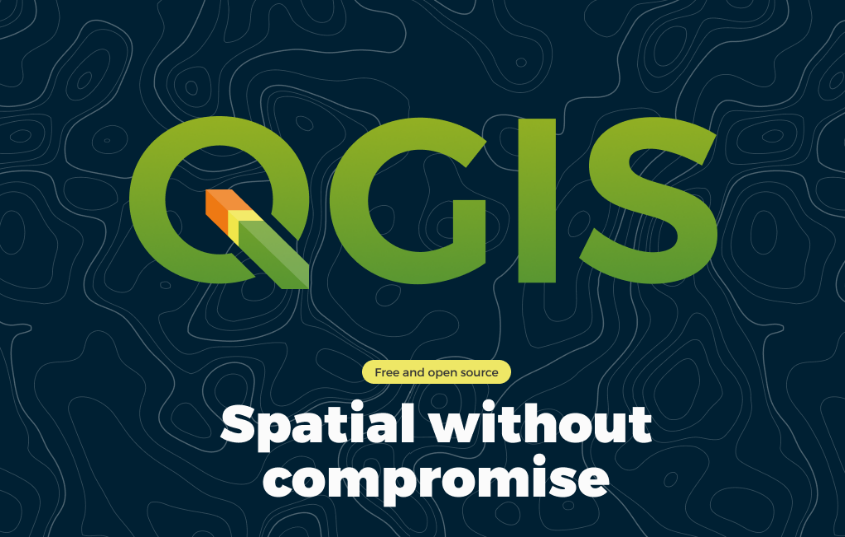 QGIS
Free and open source
Spatial without
compromise